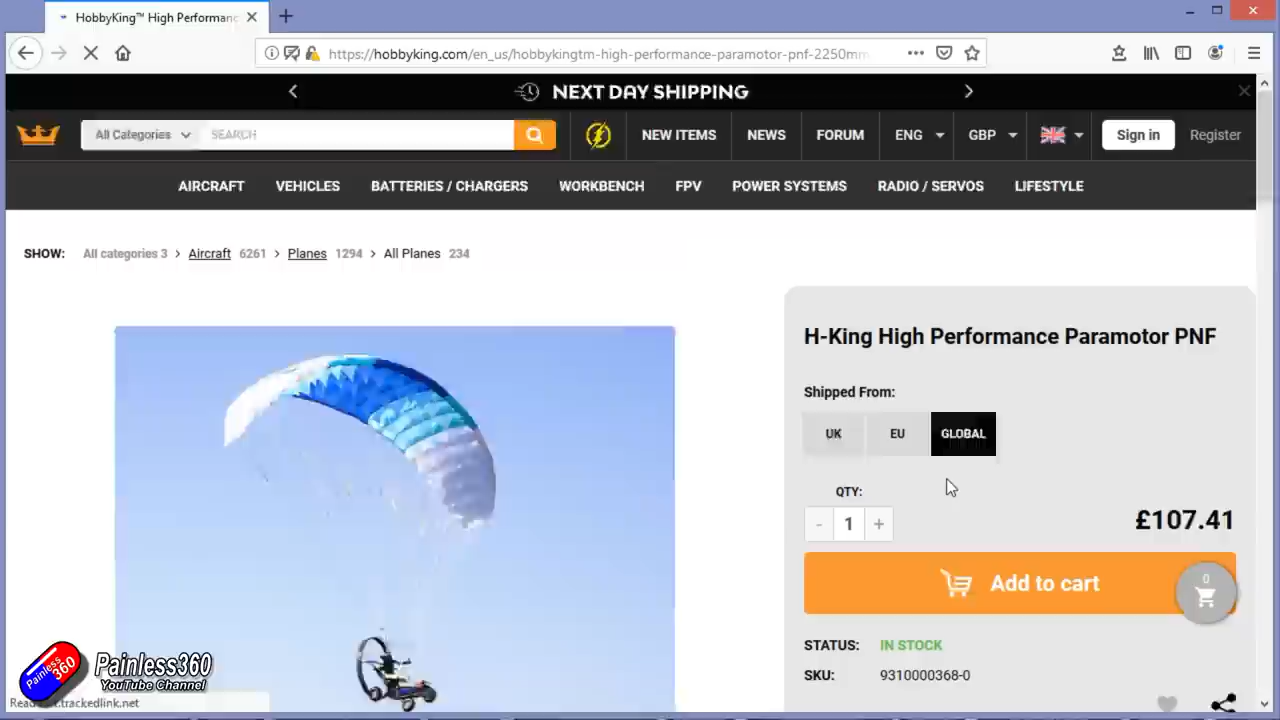 HobbyKing™ High Performanc
https://hobbyking.com/en_us/hobbykingtm-high-performance-paramotor-pnf-2250mm
NEXT DAY SHIPPING
All Categories
SEARCH
NEW ITEMS
NEWS
FORUM
ENG
GBP
Sign in
Register
AIRCRAFT
VEHICLES
BATTERIES / CHARGERS
WORKBENCH
FPV
POWER SYSTEMS
RADIO / SERVOS
LIFESTYLE
SHOW: All categories 3 > Aircraft 6261 > Planes 1294 > All Planes 234
H-King High Performance Paramotor PNF
Shipped From:
UK
EU
GLOBAL
QTY:
- 1 +
£107.41
Add to cart
0
STATUS: IN STOCK
SKU: 9310000368-0
Painless360
Painless360
YouTube Channel
.trackedlink.net